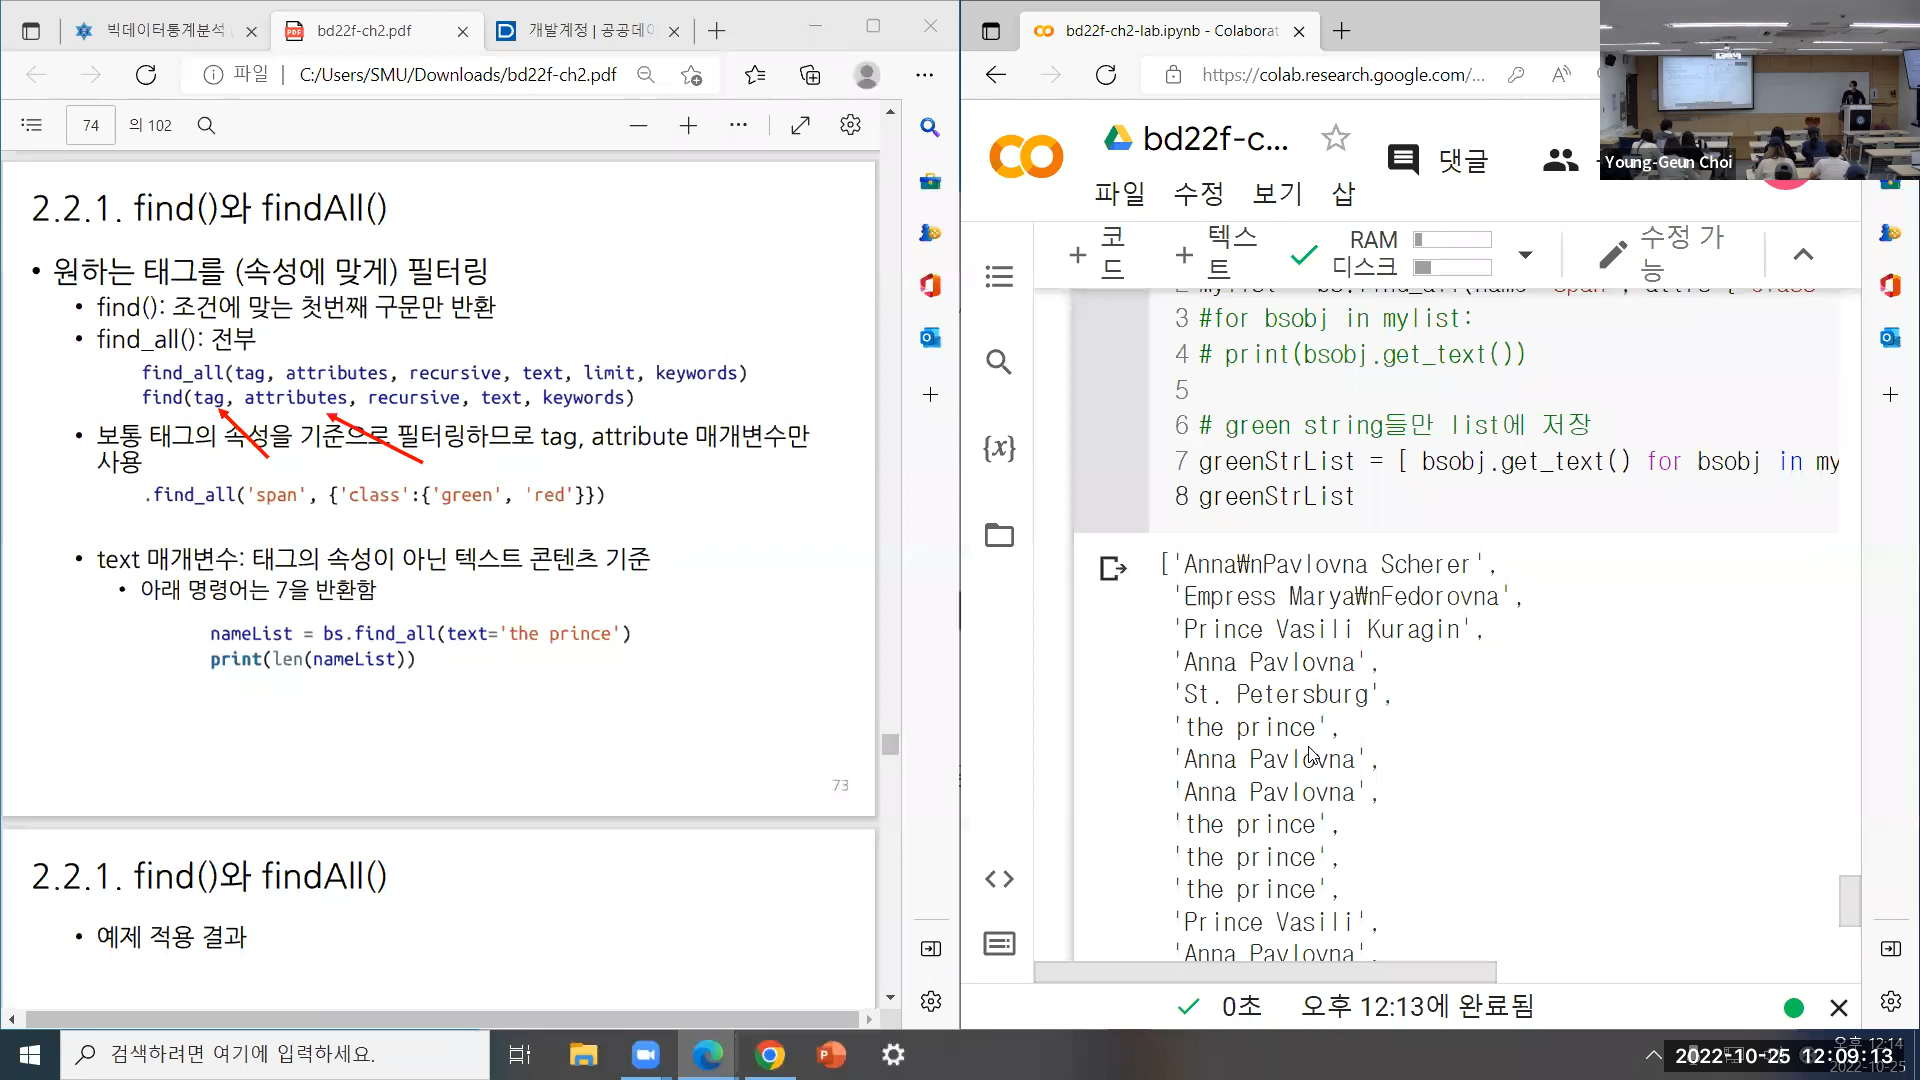 빅데이터통계분석
bd22f-ch2.pdf
개발계정 | 공공데이
파일
C:/Users/SMU/Downloads/bd22f-ch2.pdf
74
의 102
2.2.1. find()와 findAll()
• 원하는 태그를 (속성에 맞게) 필터링
• find(): 조건에 맞는 첫번째 구문만 반환
• find_all(): 전부
find_all(tag, attributes, recursive, text, limit, keywords)
find(tag, attributes, recursive, text, keywords)
• 보통 태그의 속성을 기준으로 필터링하므로 tag, attribute 매개변수만
사용
.find_all('span', {'class':{'green', 'red'}})
• text 매개변수: 태그의 속성이 아닌 텍스트 콘텐츠 기준
• 아래 명령어는 7을 반환함
nameList = bs.find_all(text='the prince')
print(len(nameList))
73
2.2.1. find()와 findAll()
• 예제 적용 결과
bd22f-ch2-lab.ipynb - Colaborat
https://colab.research.google.com/...
bd22f-c...
댓글
파일 수정 보기 삽
Young-Geun Choi
+ 코드
+ 텍스트
RAM
디스크
수정 가능
3 #for bsobj in mylist:
4 # print(bsobj.get_text())
5
6 # green string들만 list에 저장
7 greenStrList = [ bsobj.get_text() for bsobj in my
8 greenStrList
['Anna₩nPavlovna Scherer',
'Empress Marya₩nFedorovna',
'Prince Vasili Kuragin',
'Anna Pavlovna',
'St. Petersburg',
'the prince',
'Anna Pavlovna',
'Anna Pavlovna',
'the prince',
'the prince',
'the prince',
'Prince Vasili',
'Anna Pavlovna',
0초 오후 12:13에 완료됨
검색하려면 여기에 입력하세요.
오후 12:14
2022-10-25 12:09:13